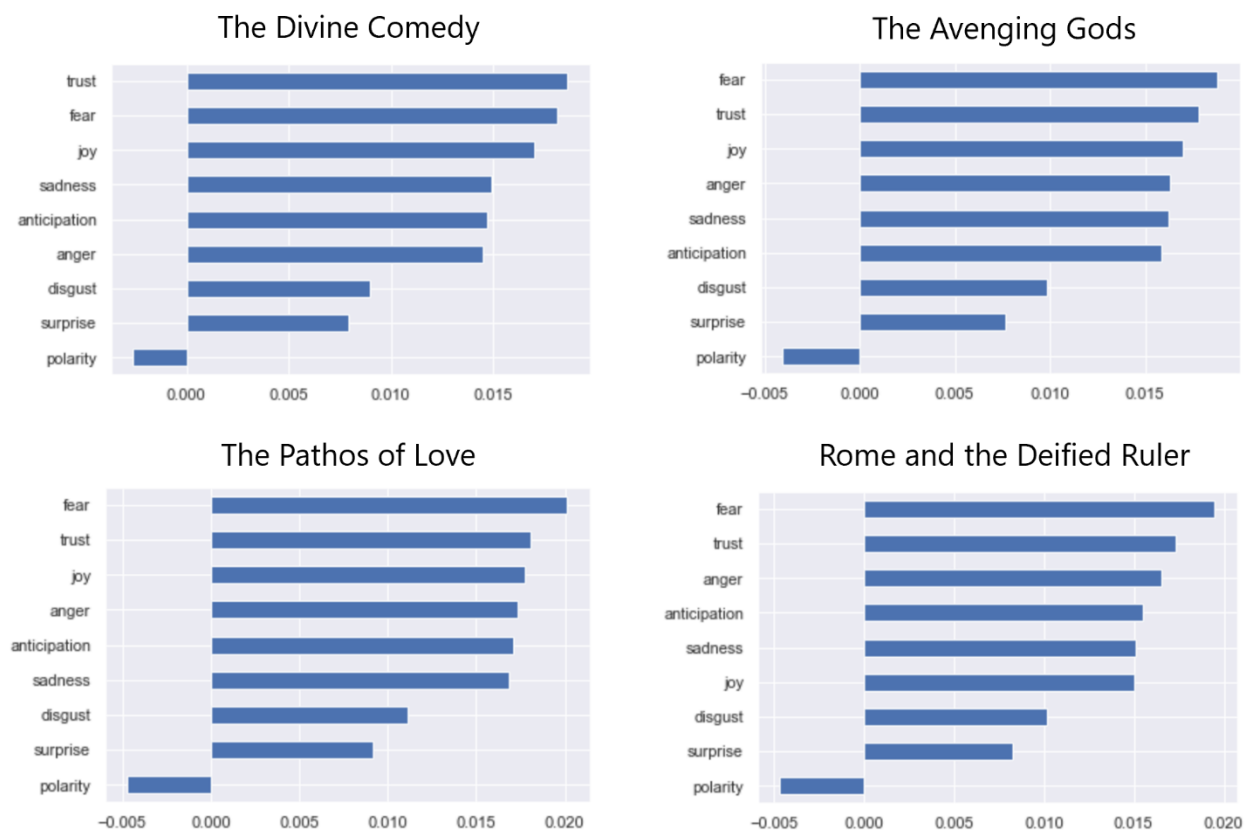 The Divine Comedy
trust
fear
joy
sadness
anticipation
anger
disgust
surprise
polarity
0.000 0.005 0.010 0.015
The Avenging Gods
fear
trust
joy
anger
sadness
anticipation
disgust
surprise
polarity
−0.005 0.000 0.005 0.010 0.015
The Pathos of Love
fear
trust
joy
anger
anticipation
sadness
disgust
surprise
polarity
−0.005 0.000 0.005 0.010 0.015 0.020
Rome and the Deified Ruler
fear
trust
anger
anticipation
sadness
joy
disgust
surprise
polarity
−0.005 0.000 0.005 0.010 0.015 0.020